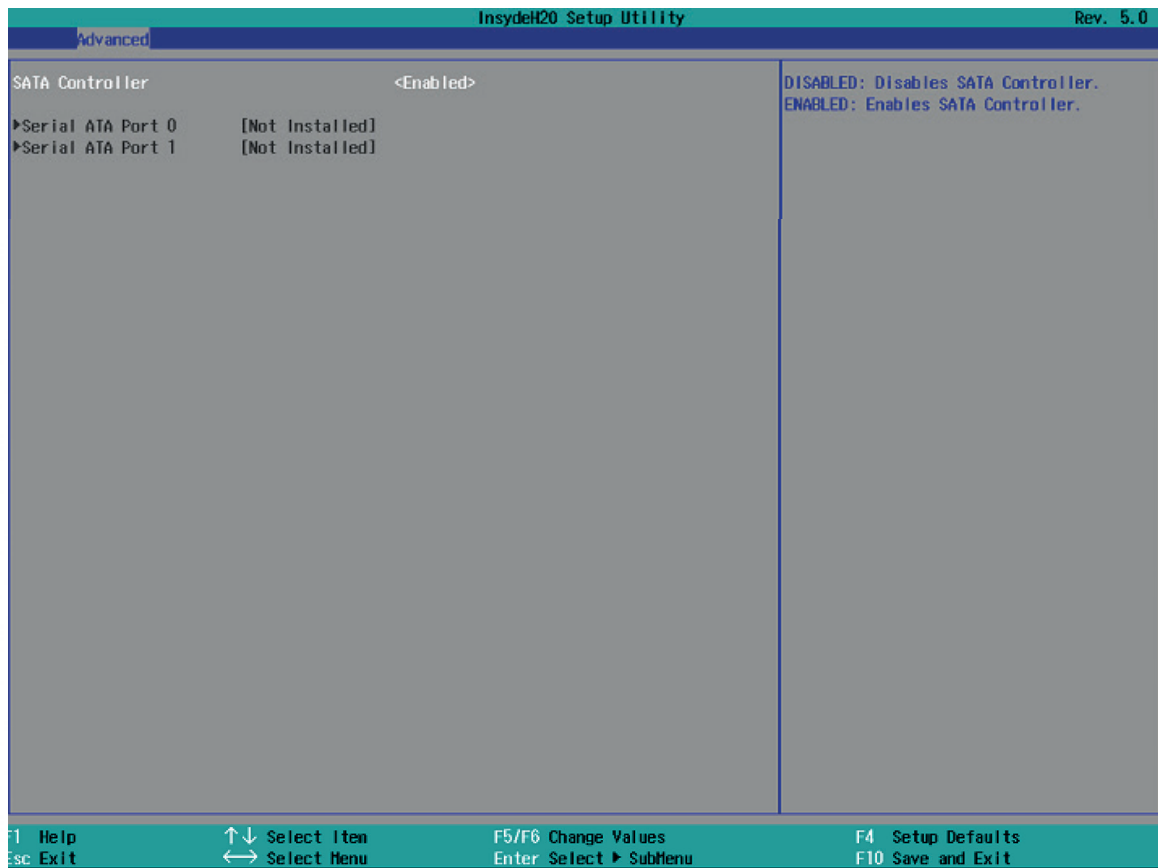 InsydeH20 Setup Utility Rev. 5.0
Advanced
SATA Controller <Enabled>
▶Serial ATA Port 0 [Not Installed]
▶Serial ATA Port 1 [Not Installed]
DISABLED: Disables SATA Controller.
ENABLED: Enables SATA Controller.
F1 Help ↑↓ Select Item F5/F6 Change Values F4 Setup Defaults
Esc Exit ←→ Select Menu Enter Select ▶ SubMenu F10 Save and Exit